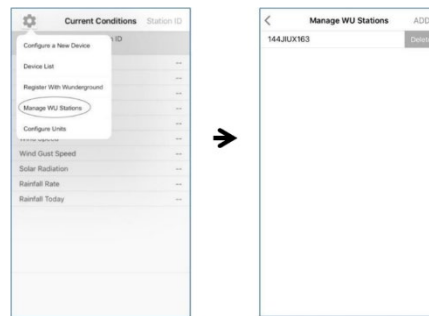 Current Conditions Station ID
n ID
Configure a New Device
Device List
Register With Wunderground
Manage WU Stations
Configure Units
Wind Gust Speed --
Solar Radiation --
Rainfall Rate --
Rainfall Today --
Manage WU Stations ADD
144JIUX163 Delete